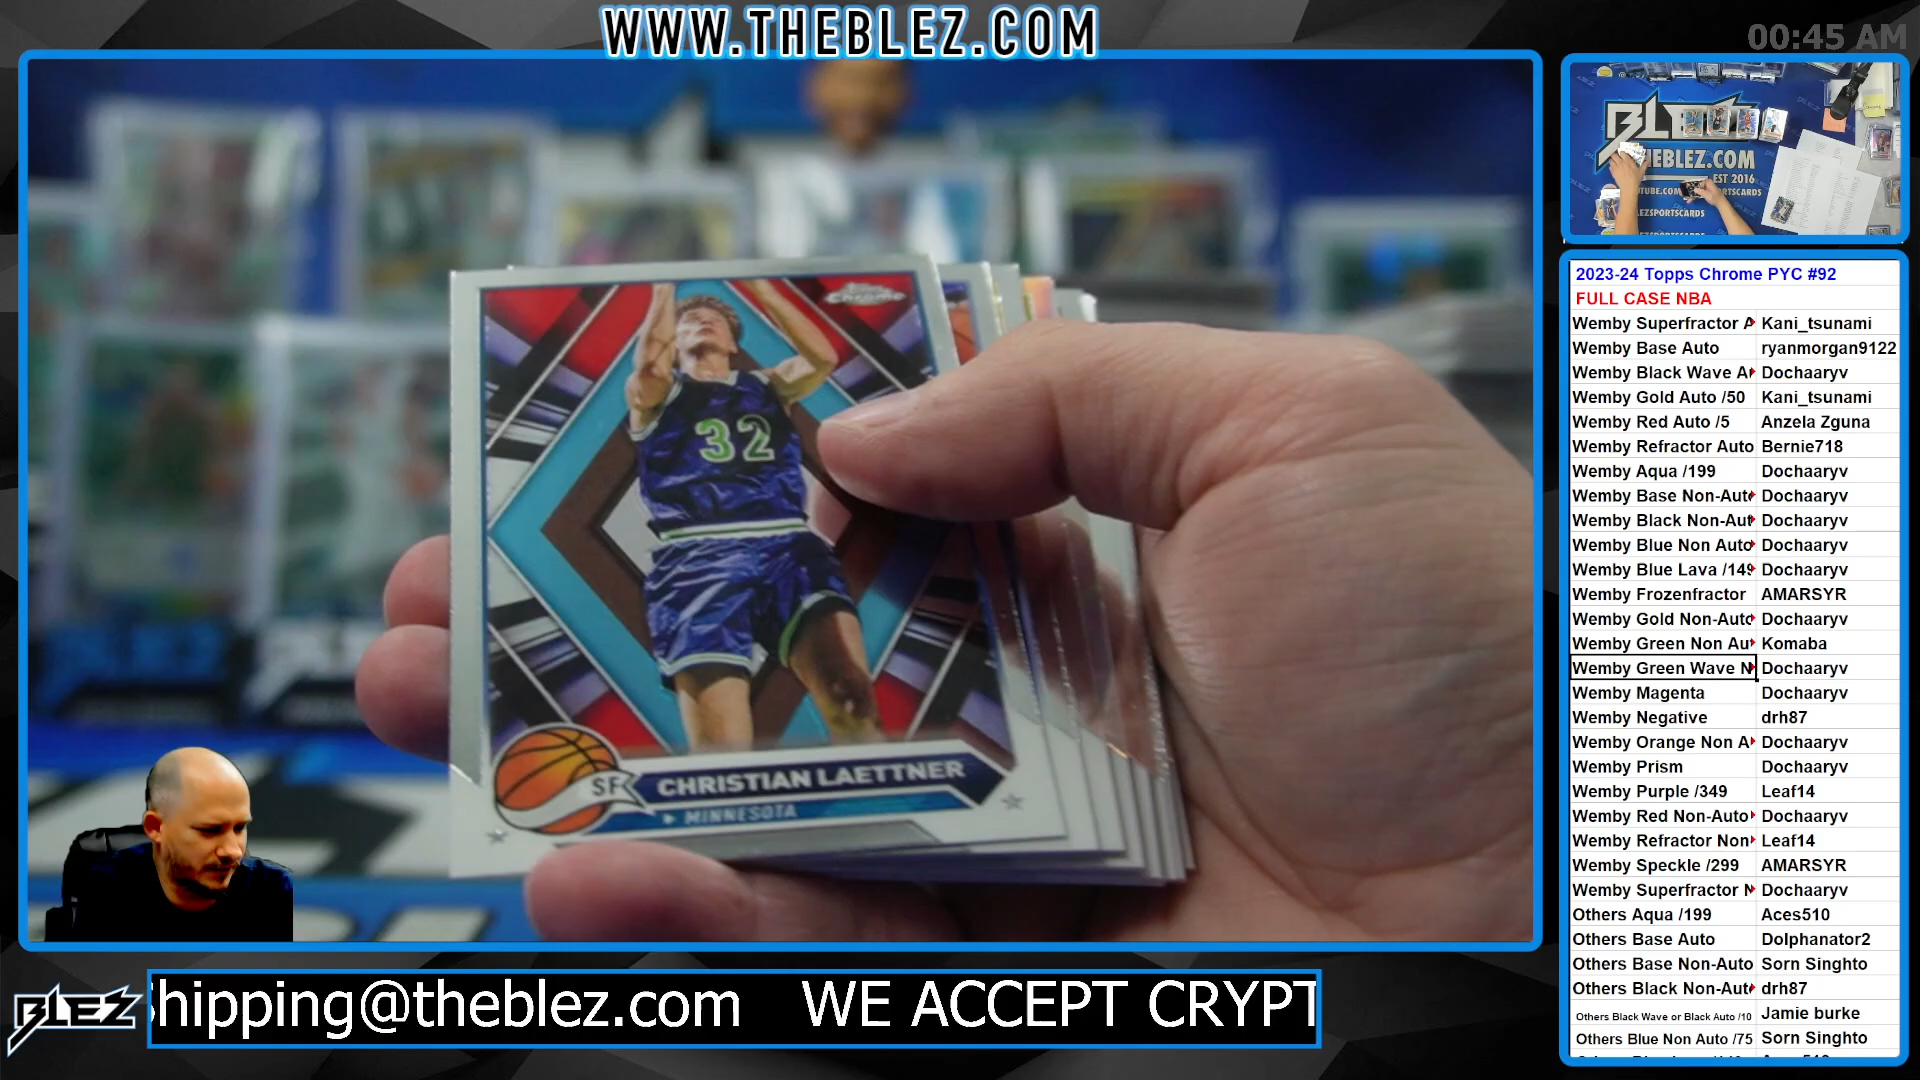 WWW.THEBLEZ.COM
00:45 AM
BLE
THEBLEZ.COM
EST 2016
Chrome
32
SF
CHRISTIAN LAETTNER
MINNESOTA
2023-24 Topps Chrome PYC #92
FULL CASE NBA
Wemby Superfractor A Kani_tsunami
Wemby Base Auto ryanmorgan9122
Wemby Black Wave A Dochaaryv
Wemby Gold Auto /50 Kani_tsunami
Wemby Red Auto /5 Anzela Zguna
Wemby Refractor Auto Bernie718
Wemby Aqua /199 Dochaaryv
Wemby Base Non-Aut Dochaaryv
Wemby Black Non-Aut Dochaaryv
Wemby Blue Non Auto Dochaaryv
Wemby Blue Lava /149 Dochaaryv
Wemby Frozenfractor AMARSYR
Wemby Gold Non-Auto Dochaaryv
Wemby Green Non Au Komaba
Wemby Green Wave N Dochaaryv
Wemby Magenta Dochaaryv
Wemby Negative drh87
Wemby Orange Non A Dochaaryv
Wemby Prism Dochaaryv
Wemby Purple /349 Leaf14
Wemby Red Non-Auto Dochaaryv
Wemby Refractor Non Leaf14
Wemby Speckle /299 AMARSYR
Wemby Superfractor N Dochaaryv
Others Aqua /199 Aces510
Others Base Auto Dolphanator2
Others Base Non-Auto Sorn Singhto
Others Black Non-Aut drh87
Others Black Wave or Black Auto /10 Jamie burke
Others Blue Non Auto /75 Sorn Singhto
BLEZ
hipping@theblez.com WE ACCEPT CRYPT